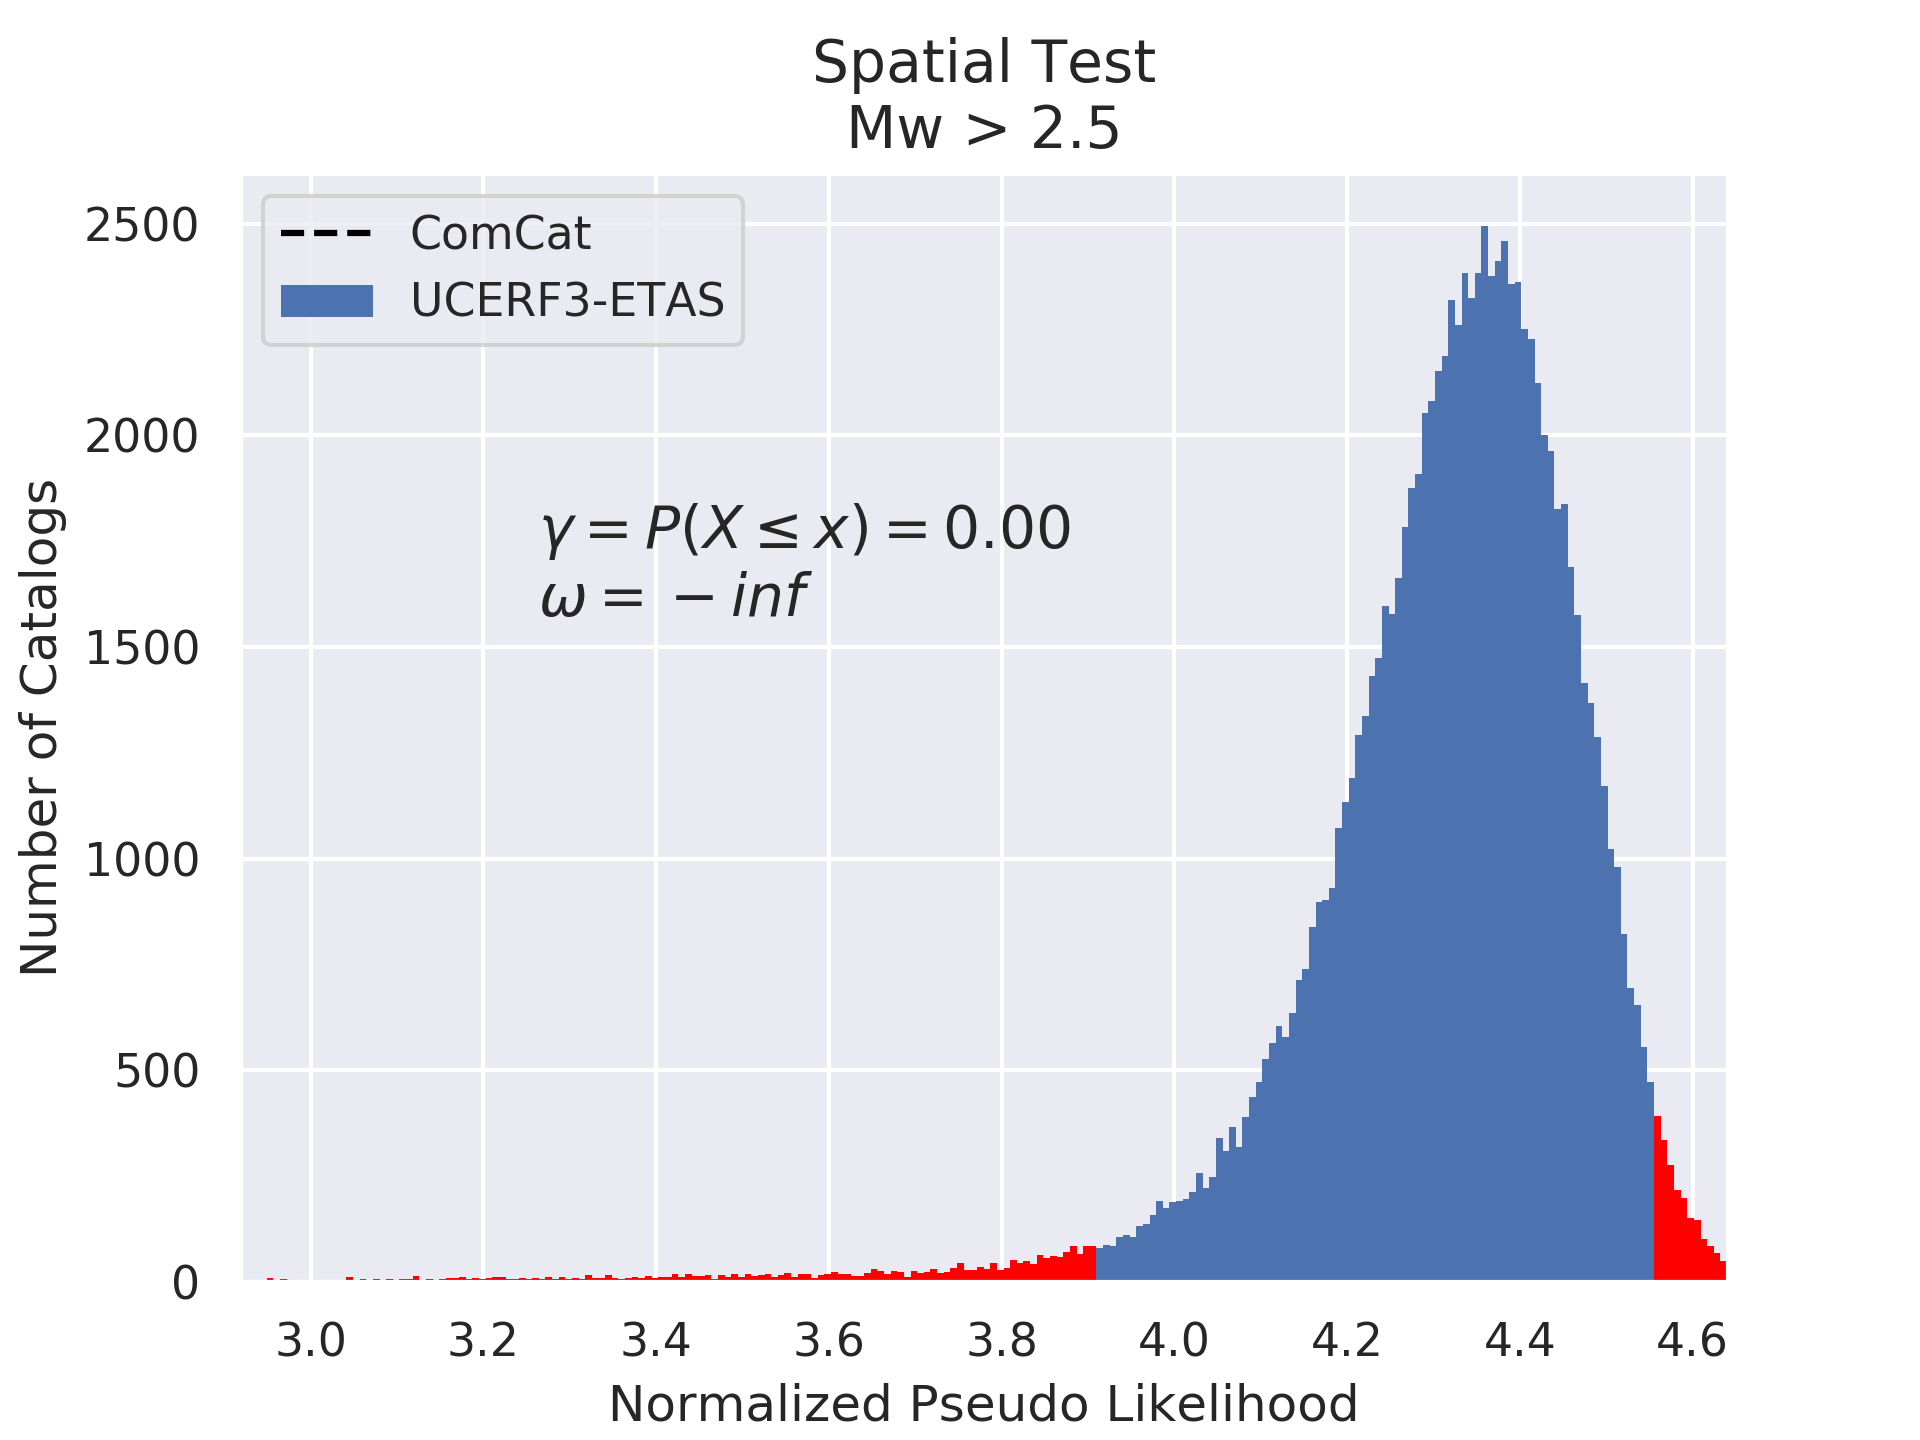 Spatial Test
Mw > 2.5
ComCat
UCERF3-ETAS
γ = P(X ≤ x) = 0.00
ω = − inf
Number of Catalogs
2500
2000
1500
1000
500
0
3.0 3.2 3.4 3.6 3.8 4.0 4.2 4.4 4.6
Normalized Pseudo Likelihood